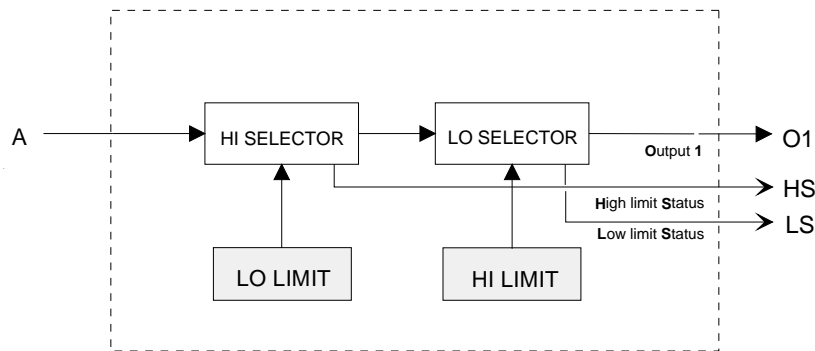 A
HI SELECTOR
LO SELECTOR
Output 1
O1
High limit Status
HS
Low limit Status
LS
LO LIMIT
HI LIMIT